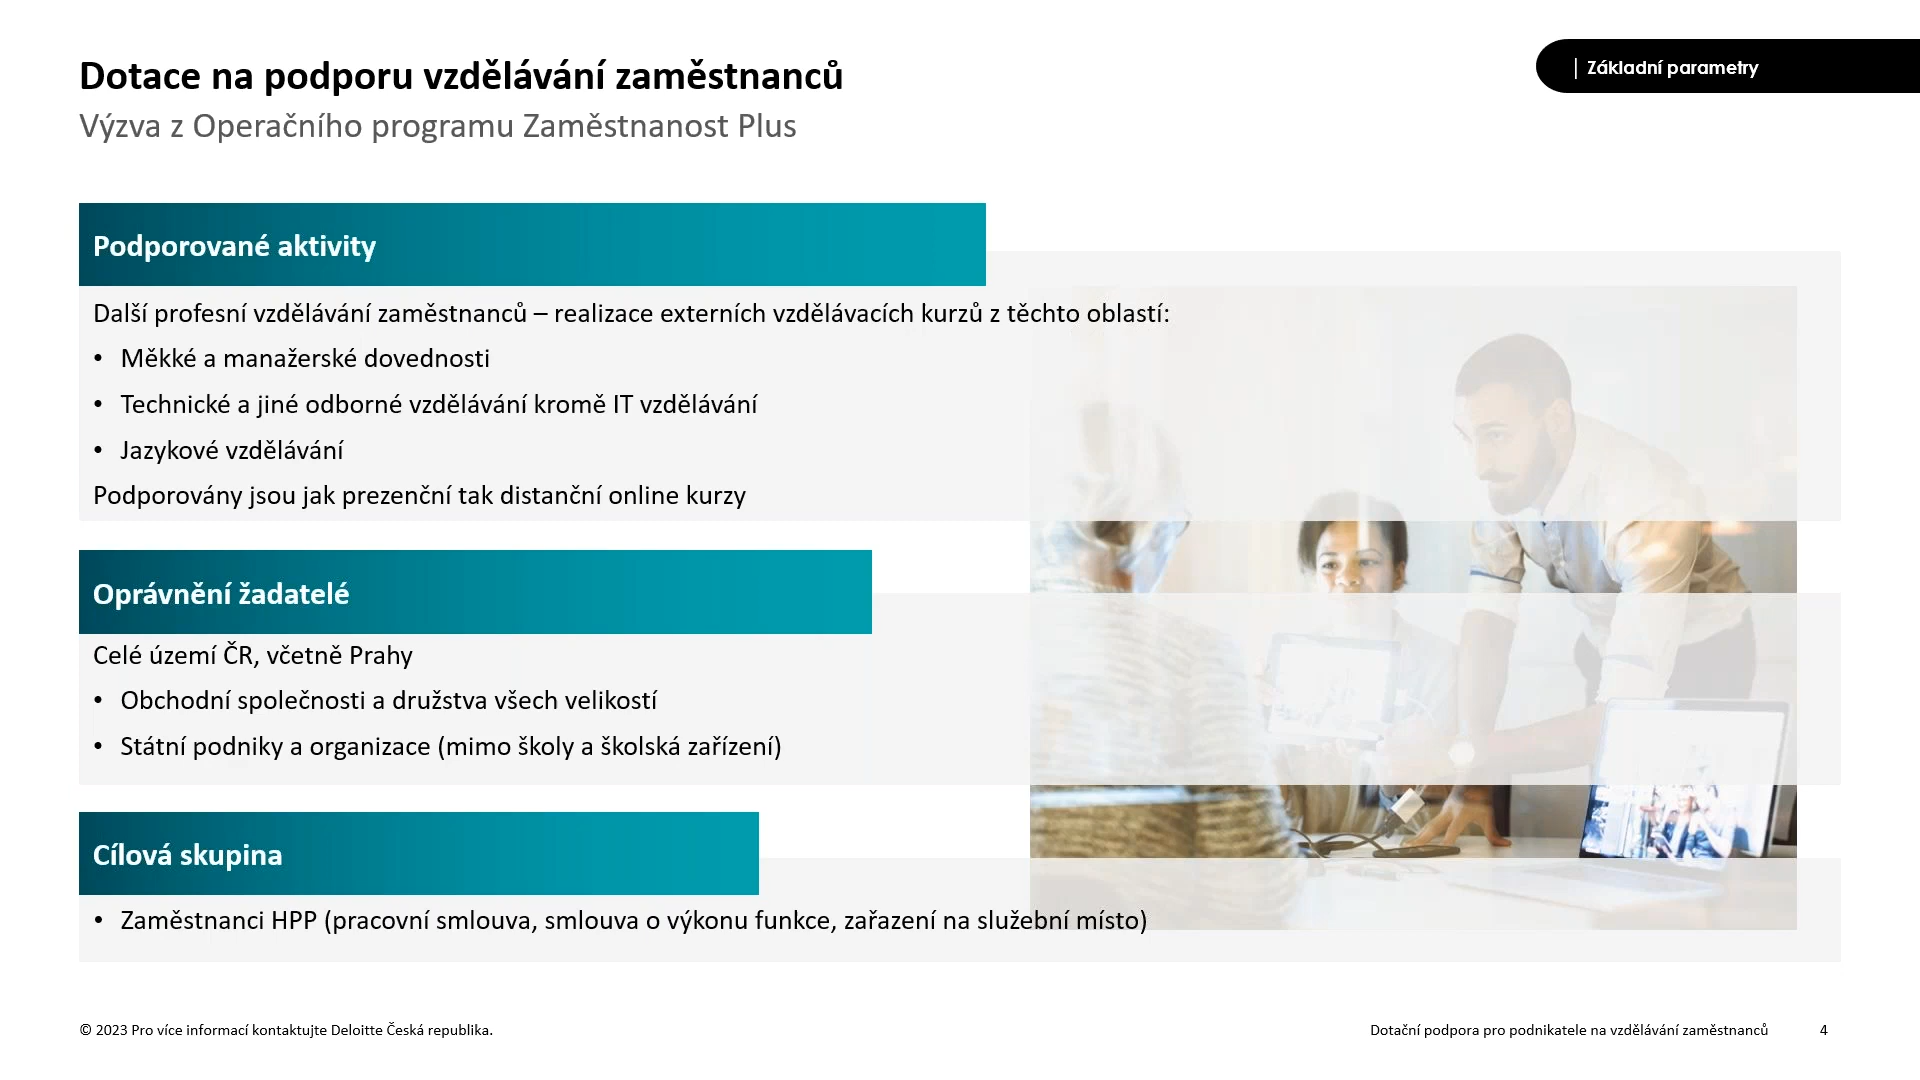 Dotace na podporu vzdělávání zaměstnanců
Výzva z Operačního programu Zaměstnanost Plus
| Základní parametry
Podporované aktivity
Další profesní vzdělávání zaměstnanců – realizace externích vzdělávacích kurzů z těchto oblastí:
• Měkké a manažerské dovednosti
• Technické a jiné odborné vzdělávání kromě IT vzdělávání
• Jazykové vzdělávání
Podporovány jsou jak prezenční tak distanční online kurzy
Oprávnění žadatelé
Celé území ČR, včetně Prahy
• Obchodní společnosti a družstva všech velikostí
• Státní podniky a organizace (mimo školy a školská zařízení)
Cílová skupina
• Zaměstnanci HPP (pracovní smlouva, smlouva o výkonu funkce, zařazení na služební místo)
© 2023 Pro více informací kontaktujte Deloitte Česká republika.
Dotační podpora pro podnikatele na vzdělávání zaměstnanců 4